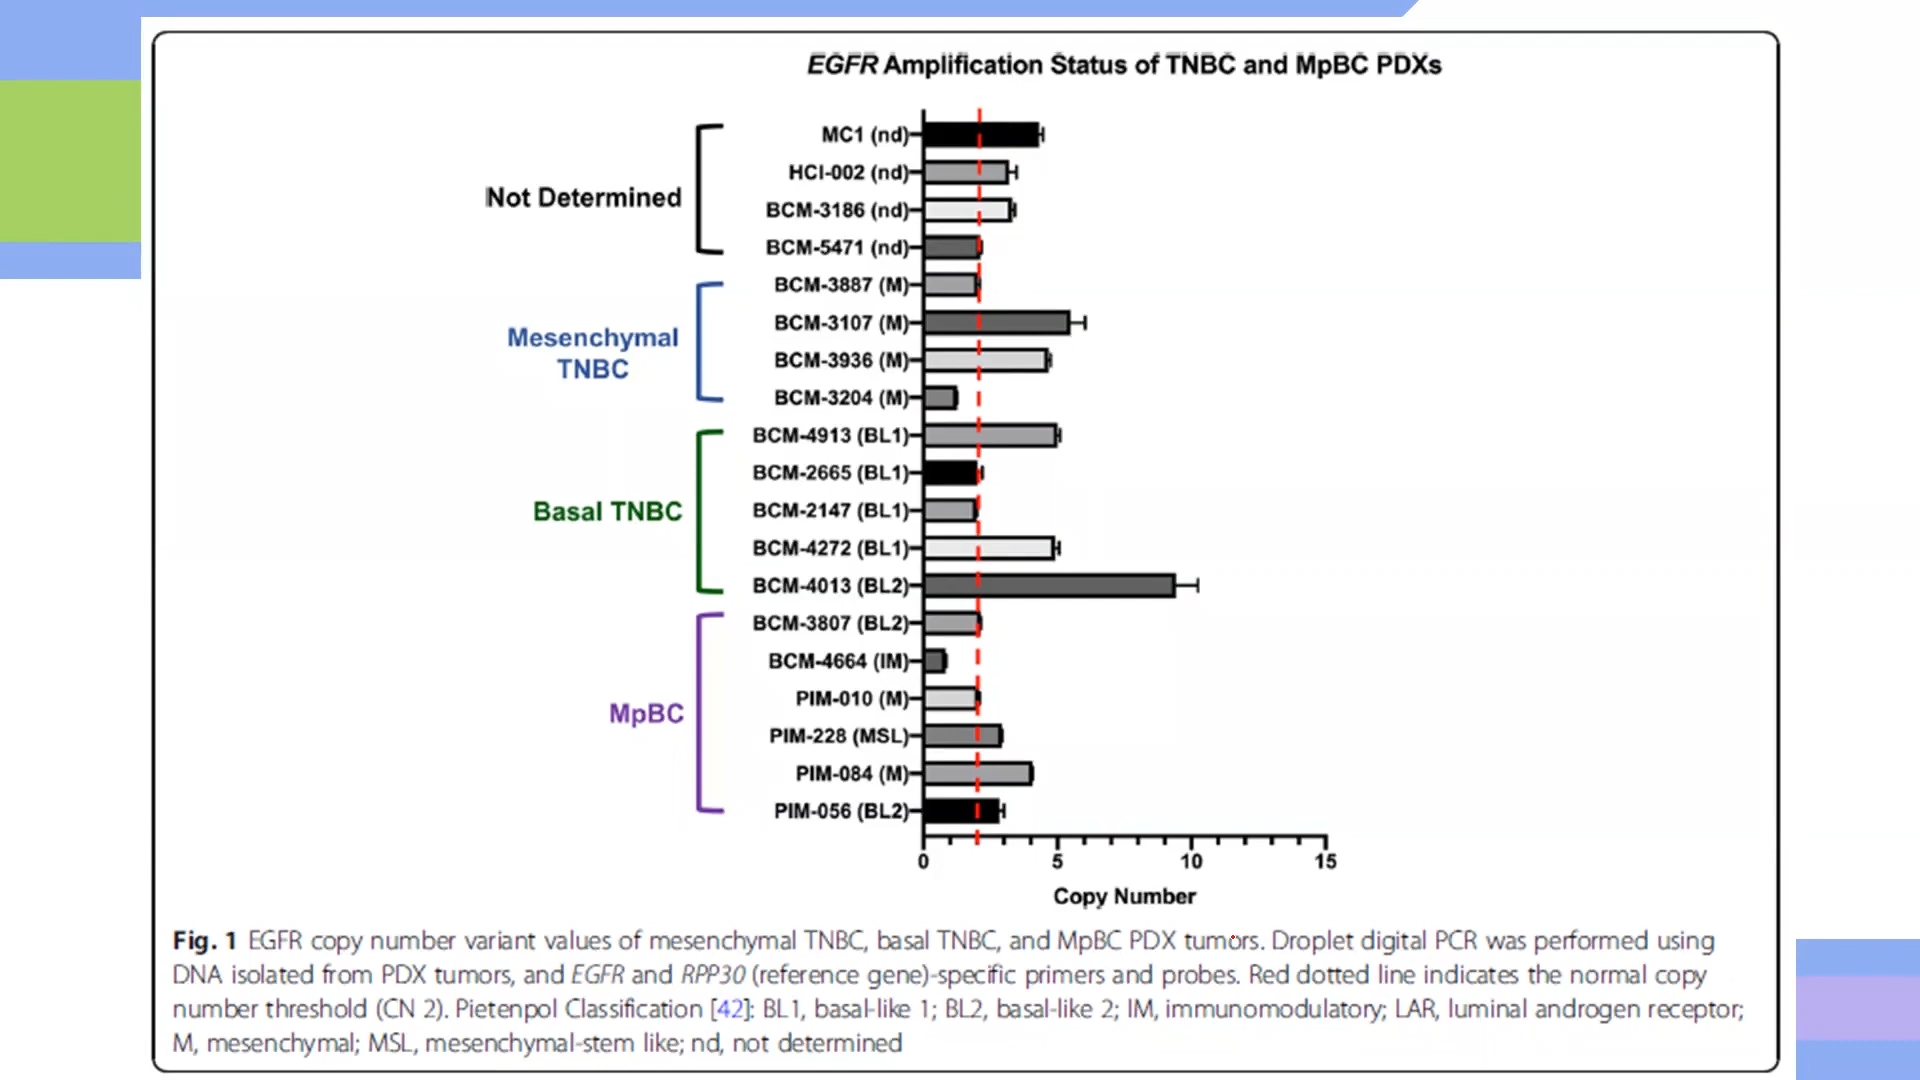 EGFR Amplification Status of TNBC and MpBC PDXs
Not Determined
MC1 (nd)
HCI-002 (nd)
BCM-3186 (nd)
BCM-5471 (nd)
Mesenchymal
TNBC
BCM-3887 (M)
BCM-3107 (M)
BCM-3936 (M)
BCM-3204 (M)
Basal TNBC
BCM-4913 (BL1)
BCM-2665 (BL1)
BCM-2147 (BL1)
BCM-4272 (BL1)
BCM-4013 (BL2)
MpBC
BCM-3807 (BL2)
BCM-4664 (IM)
PIM-010 (M)
PIM-228 (MSL)
PIM-084 (M)
PIM-056 (BL2)
0 5 10 15
Copy Number
Fig. 1 EGFR copy number variant values of mesenchymal TNBC, basal TNBC, and MpBC PDX tumors. Droplet digital PCR was performed using
DNA isolated from PDX tumors, and EGFR and RPP30 (reference gene)-specific primers and probes. Red dotted line indicates the normal copy
number threshold (CN 2). Pietenpol Classification [42]: BL1, basal-like 1; BL2, basal-like 2; IM, immunomodulatory; LAR, luminal androgen receptor;
M, mesenchymal; MSL, mesenchymal-stem like; nd, not determined